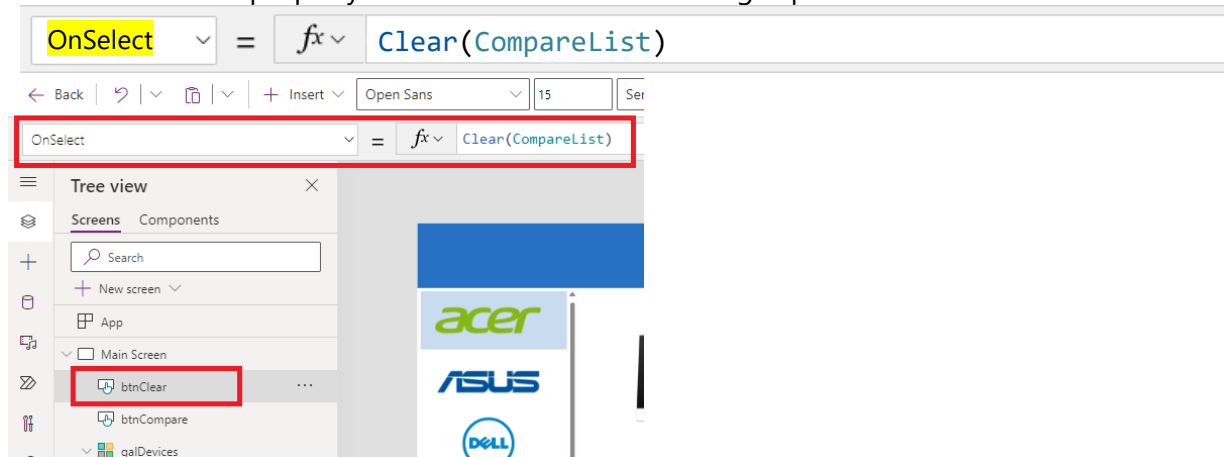 OnSelect = fx Clear(CompareList)
Back Insert Open Sans 15
OnSelect = fx Clear(CompareList)
Tree view
Screens Components
Search
New screen
App
Main Screen
btnClear ...
btnCompare
galDevices
acer
ASUS
DELL